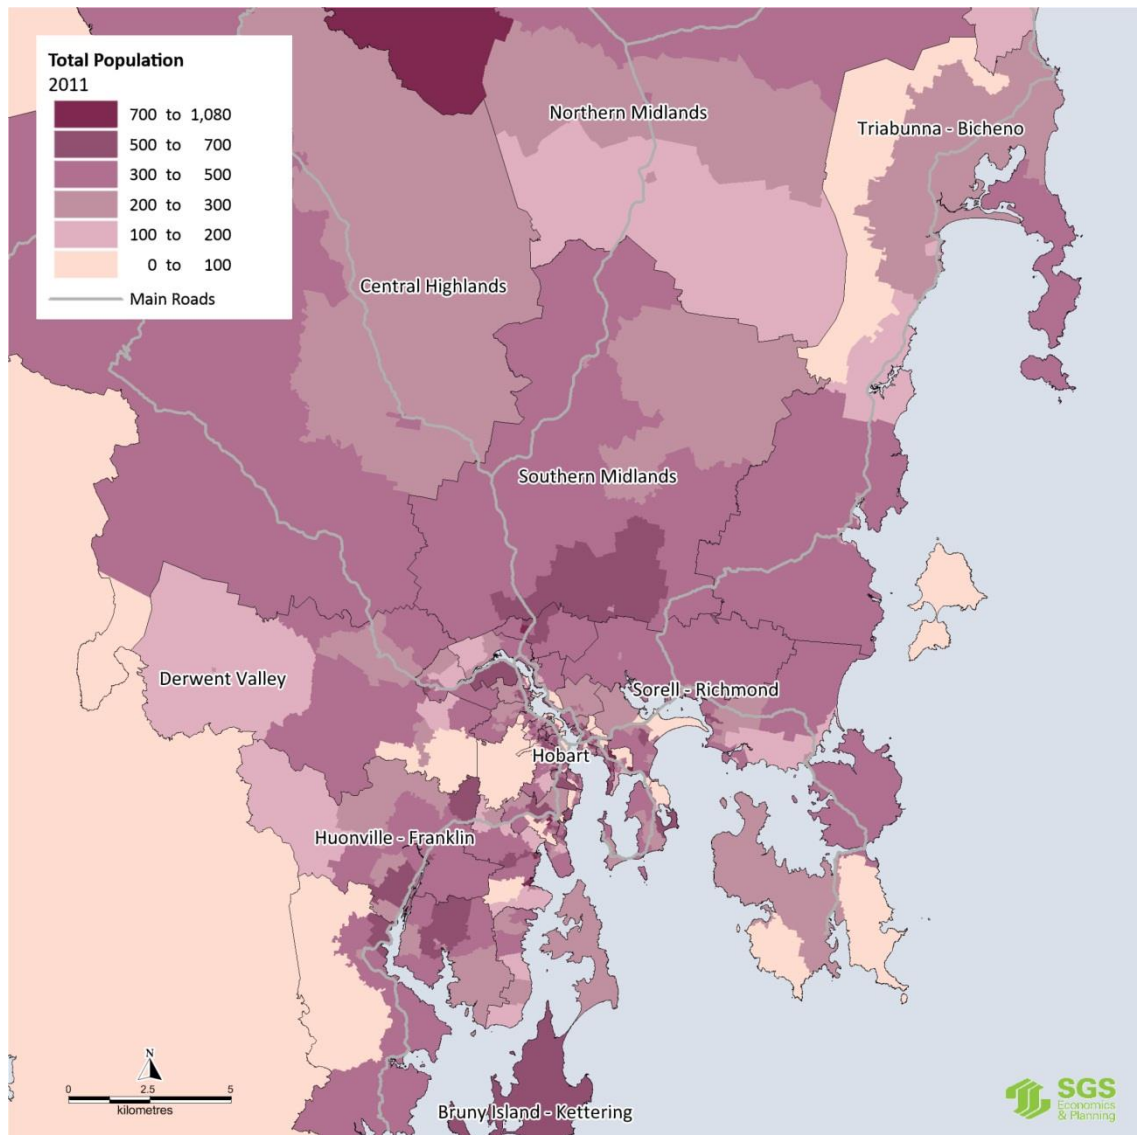 Total Population
2011
700 to 1,080
500 to 700
300 to 500
200 to 300
100 to 200
0 to 100
Main Roads
Northern Midlands
Triabunna - Bicheno
Central Highlands
Southern Midlands
Derwent Valley
Sorell - Richmond
Hobart
Huonville - Franklin
Bruny Island - Kettering
N
0 2.5 5
kilometres
SGS
Economics
& Planning